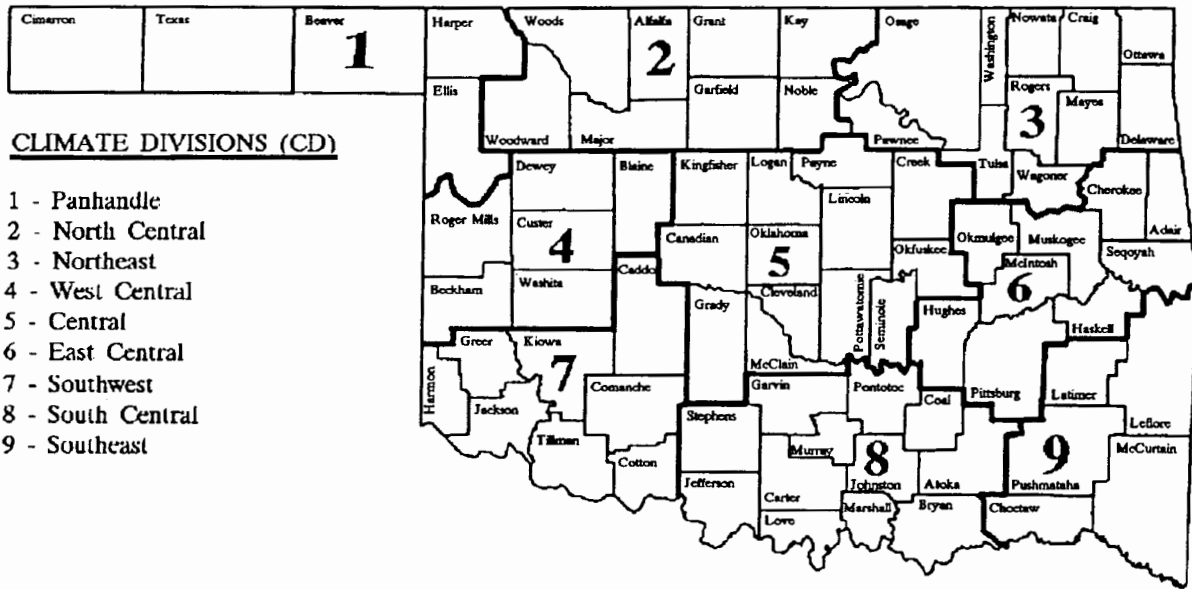 Cimarron Texas Beaver Harper Woods Alfalfa Grant Kay Osage Washington Nowata Craig
1 2
Ottawa
Ellis Garfield Noble Rogers Mayes
3
Woodward Major Pawnee Delaware
CLIMATE DIVISIONS (CD)
1 - Panhandle
2 - North Central
3 - Northeast
4 - West Central
5 - Central
6 - East Central
7 - Southwest
8 - South Central
9 - Southeast
Dewey Blaine Kingfisher Logan Payne Creek Tulsa Wagoner Cherokee
Lincoln
Roger Mills Custer Canadian Oklahoma Okfuskee Okmulgee Muskogee Adair
4 5
Sequoyah
Caddo McIntosh
6
Beckham Washita Cleveland
Grady Pottawatomie Seminole Hughes Haskell
Greer Kiowa McClain
7
Harmon Jackson Comanche Garvin Pontotoc Coal Pittsburg Latimer
Stephens Leflore
Tillman Cotton Murray McCurtain
8 9
Jefferson Johnston Atoka Pushmataha
Carter Marshall Bryan Choctaw
Love